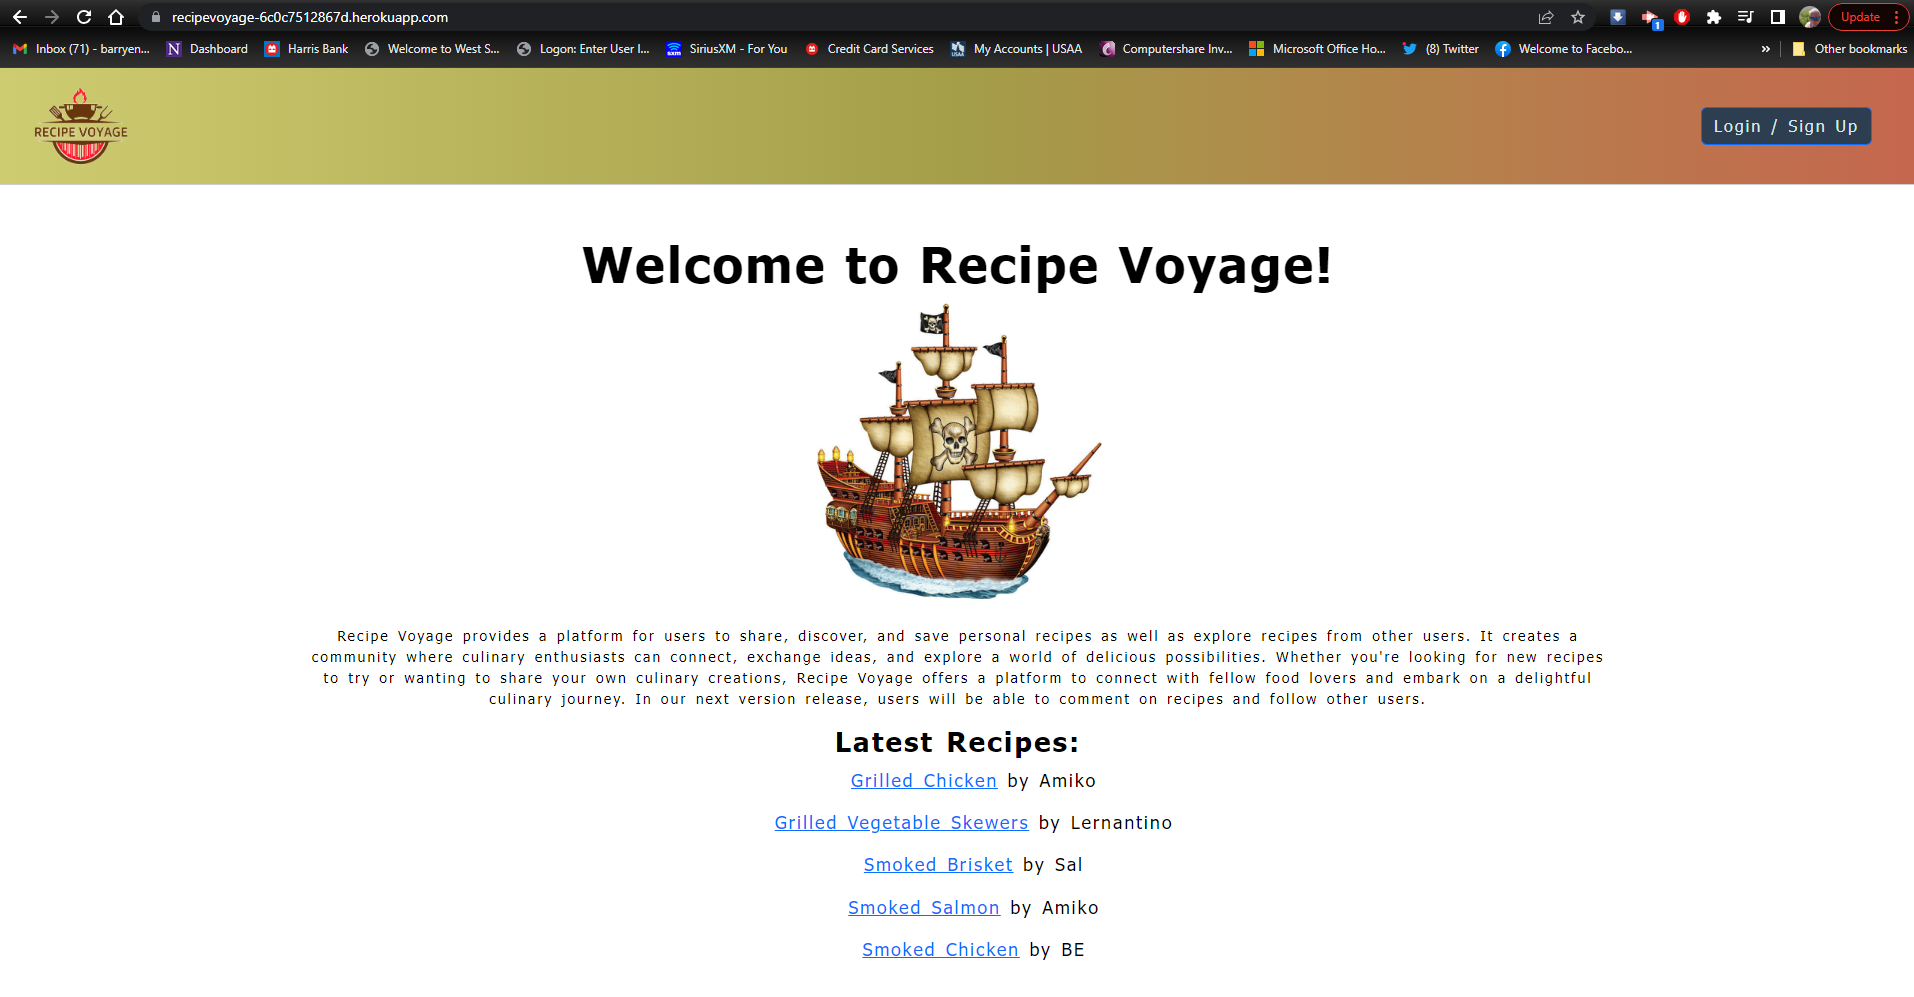 recipevoyage-6c0c7512867d.herokuapp.com
Update
1
Inbox (71) - barryen...
N Dashboard
Harris Bank
Welcome to West S...
Logon: Enter User I...
sxm SiriusXM - For You
Credit Card Services
USAA My Accounts | USAA
Computershare Inv...
Microsoft Office Ho...
(8) Twitter
Welcome to Facebo...
»
Other bookmarks
RECIPE VOYAGE
Login / Sign Up
Welcome to Recipe Voyage!
Recipe Voyage provides a platform for users to share, discover, and save personal recipes as well as explore recipes from other users. It creates a
community where culinary enthusiasts can connect, exchange ideas, and explore a world of delicious possibilities. Whether you're looking for new recipes
to try or wanting to share your own culinary creations, Recipe Voyage offers a platform to connect with fellow food lovers and embark on a delightful
culinary journey. In our next version release, users will be able to comment on recipes and follow other users.
Latest Recipes:
Grilled Chicken by Amiko
Grilled Vegetable Skewers by Lernantino
Smoked Brisket by Sal
Smoked Salmon by Amiko
Smoked Chicken by BE